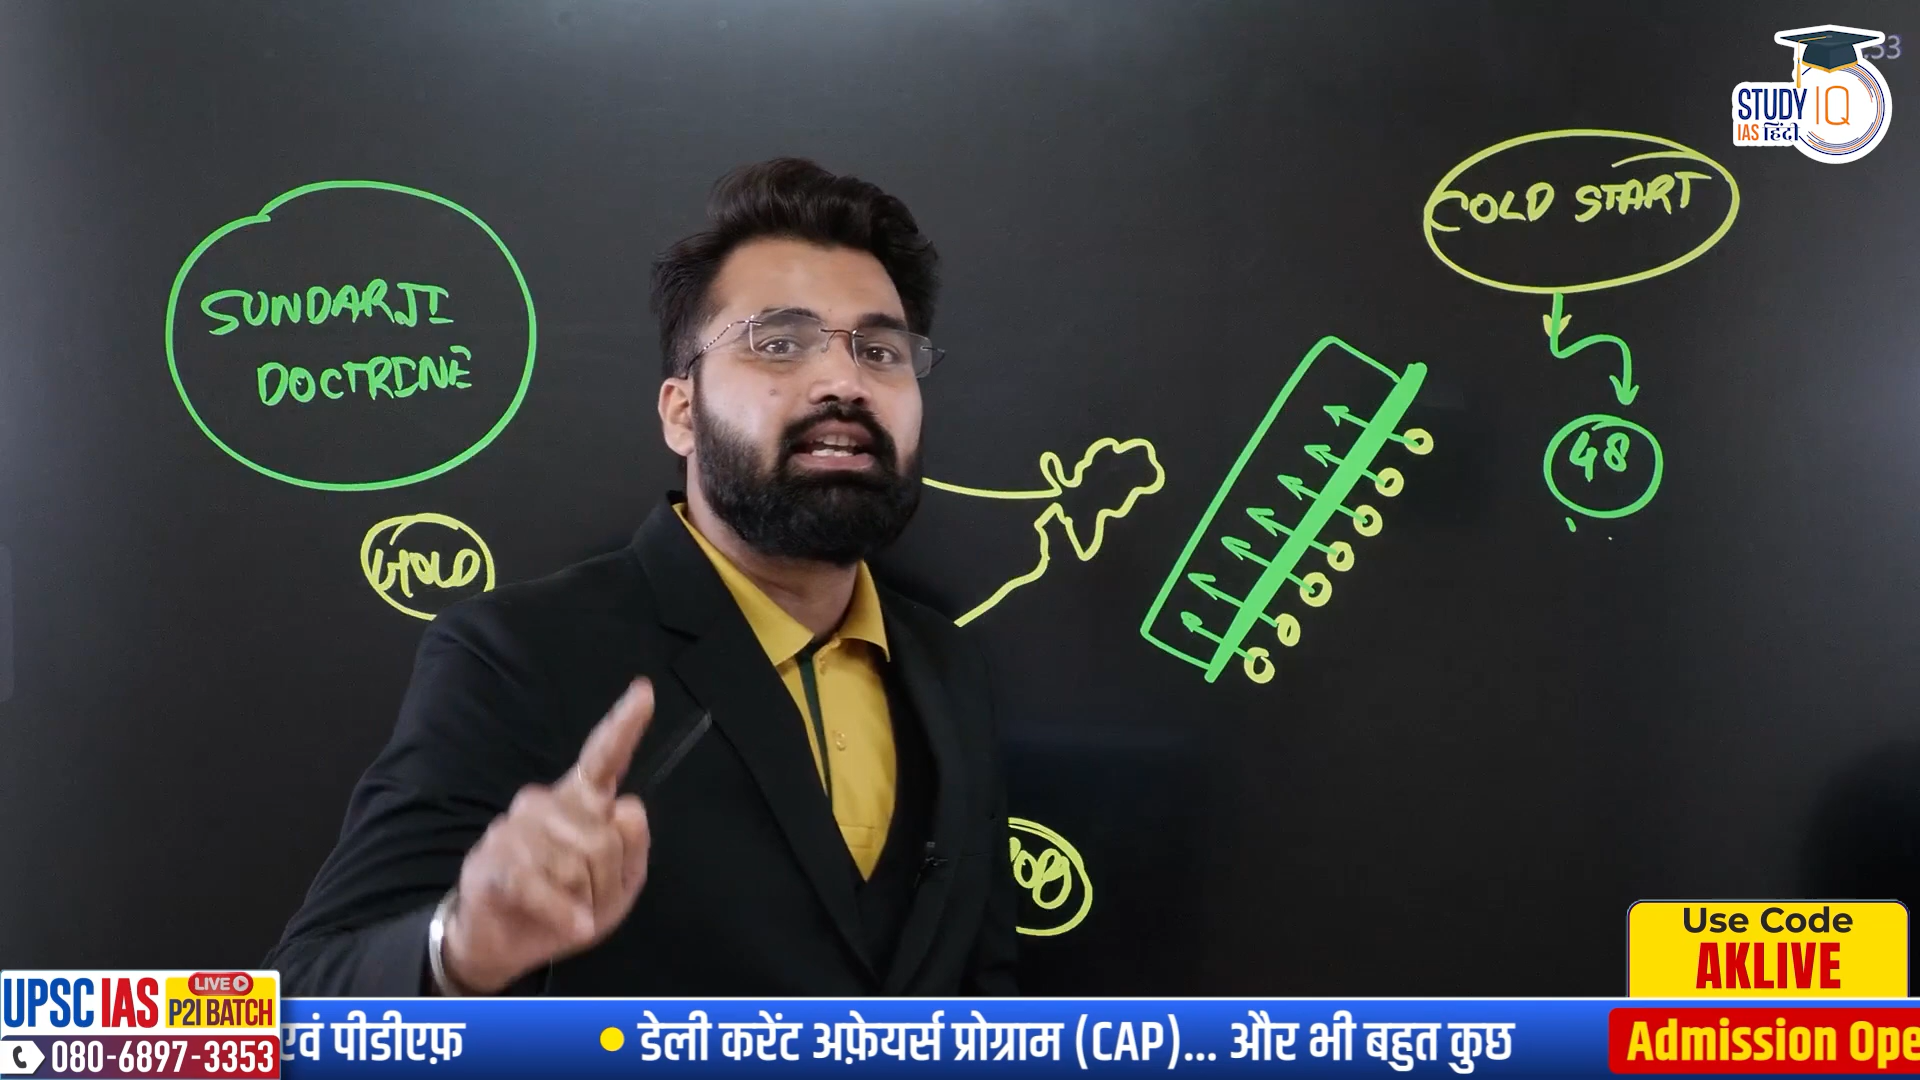 SUNDARJI
DOCTRINE
HOLD
COLD START
48
STUDY IQ
IAS हिंदी
Use Code
AKLIVE
UPSC IAS
LIVE
P2I BATCH
080-6897-3353
एवं पीडीएफ़
डेली करेंट अफ़ेयर्स प्रोग्राम (CAP)... और भी बहुत कुछ
Admission Ope